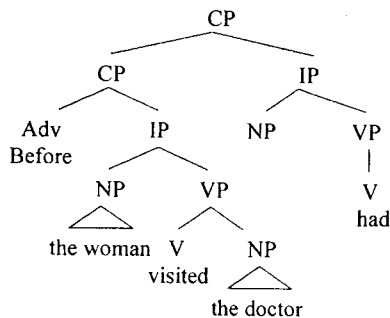 CP
CP IP
Adv IP NP VP
Before
NP VP V
had
the woman V NP
visited
the doctor